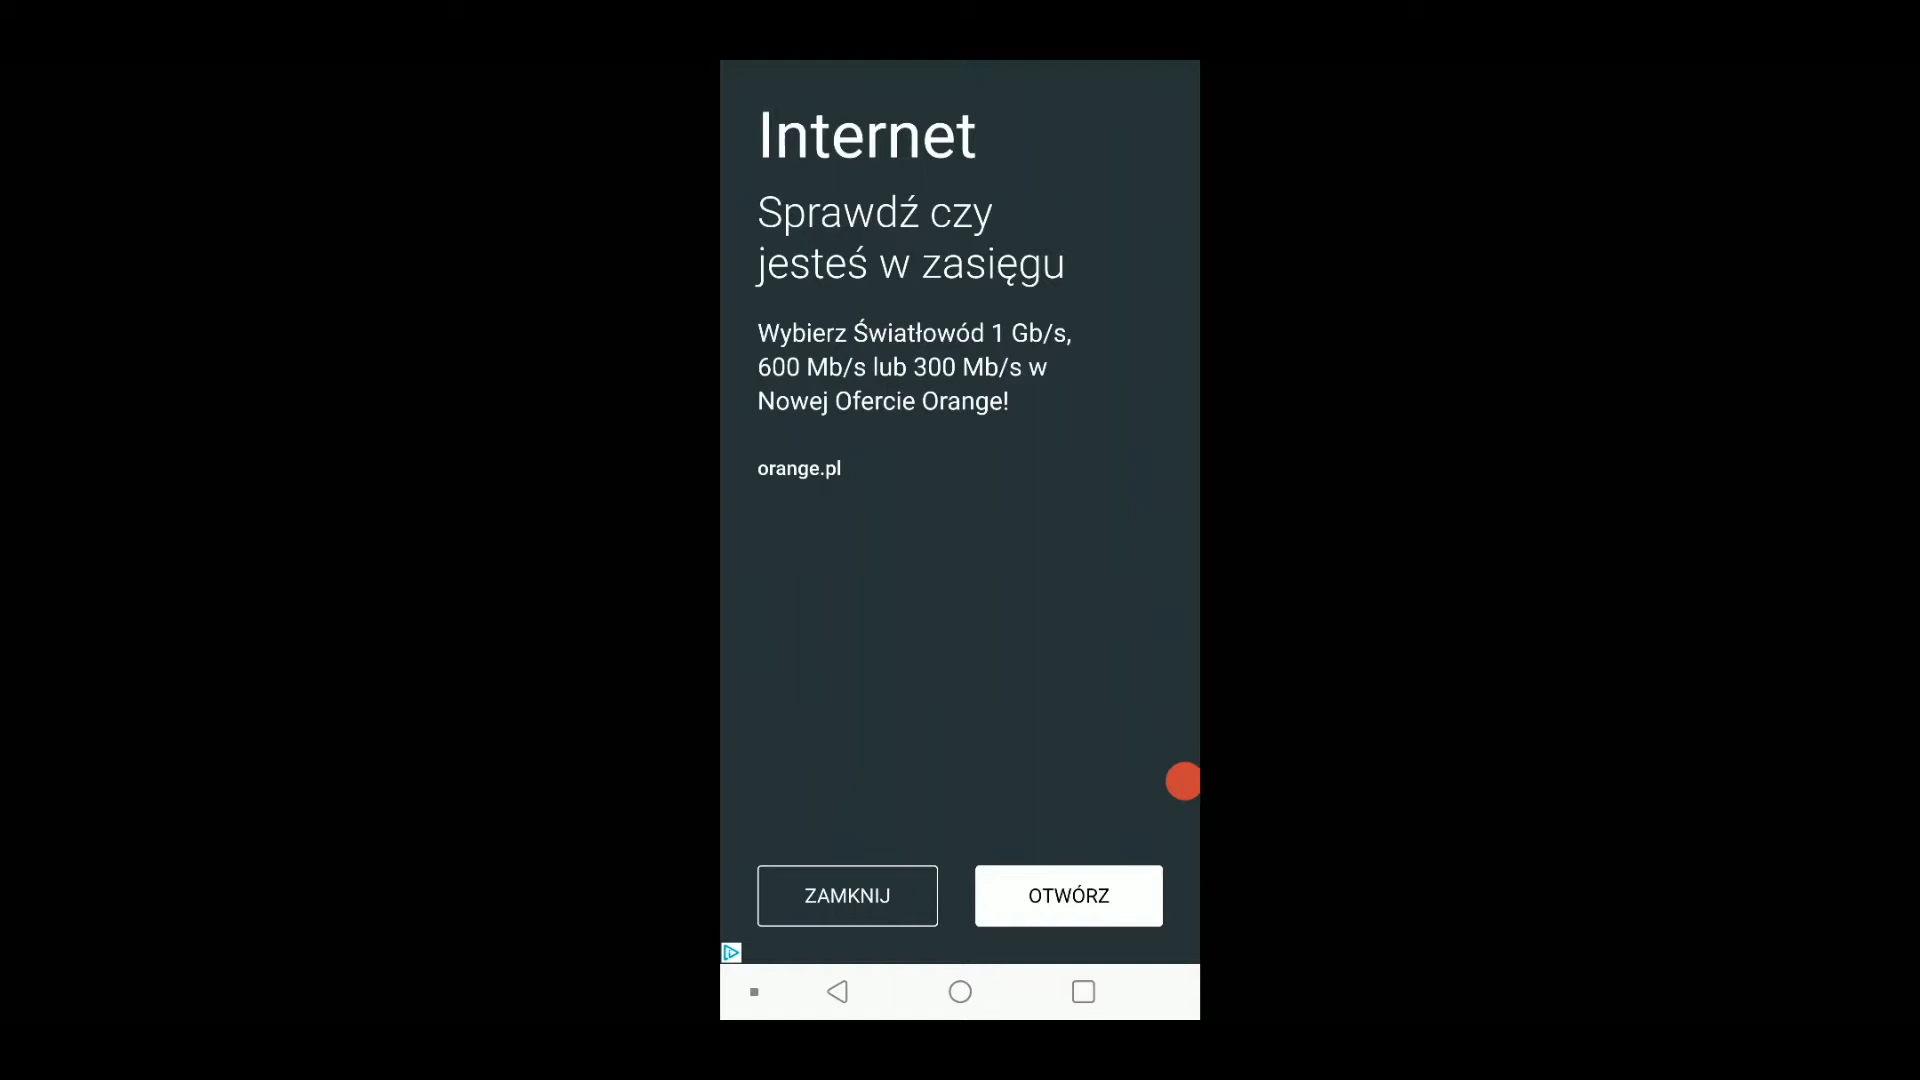 Internet
Sprawdź czy
jesteś w zasięgu
Wybierz Światłowód 1 Gb/s,
600 Mb/s lub 300 Mb/s w
Nowej Ofercie Orange!
orange.pl
ZAMKNIJ
OTWÓRZ